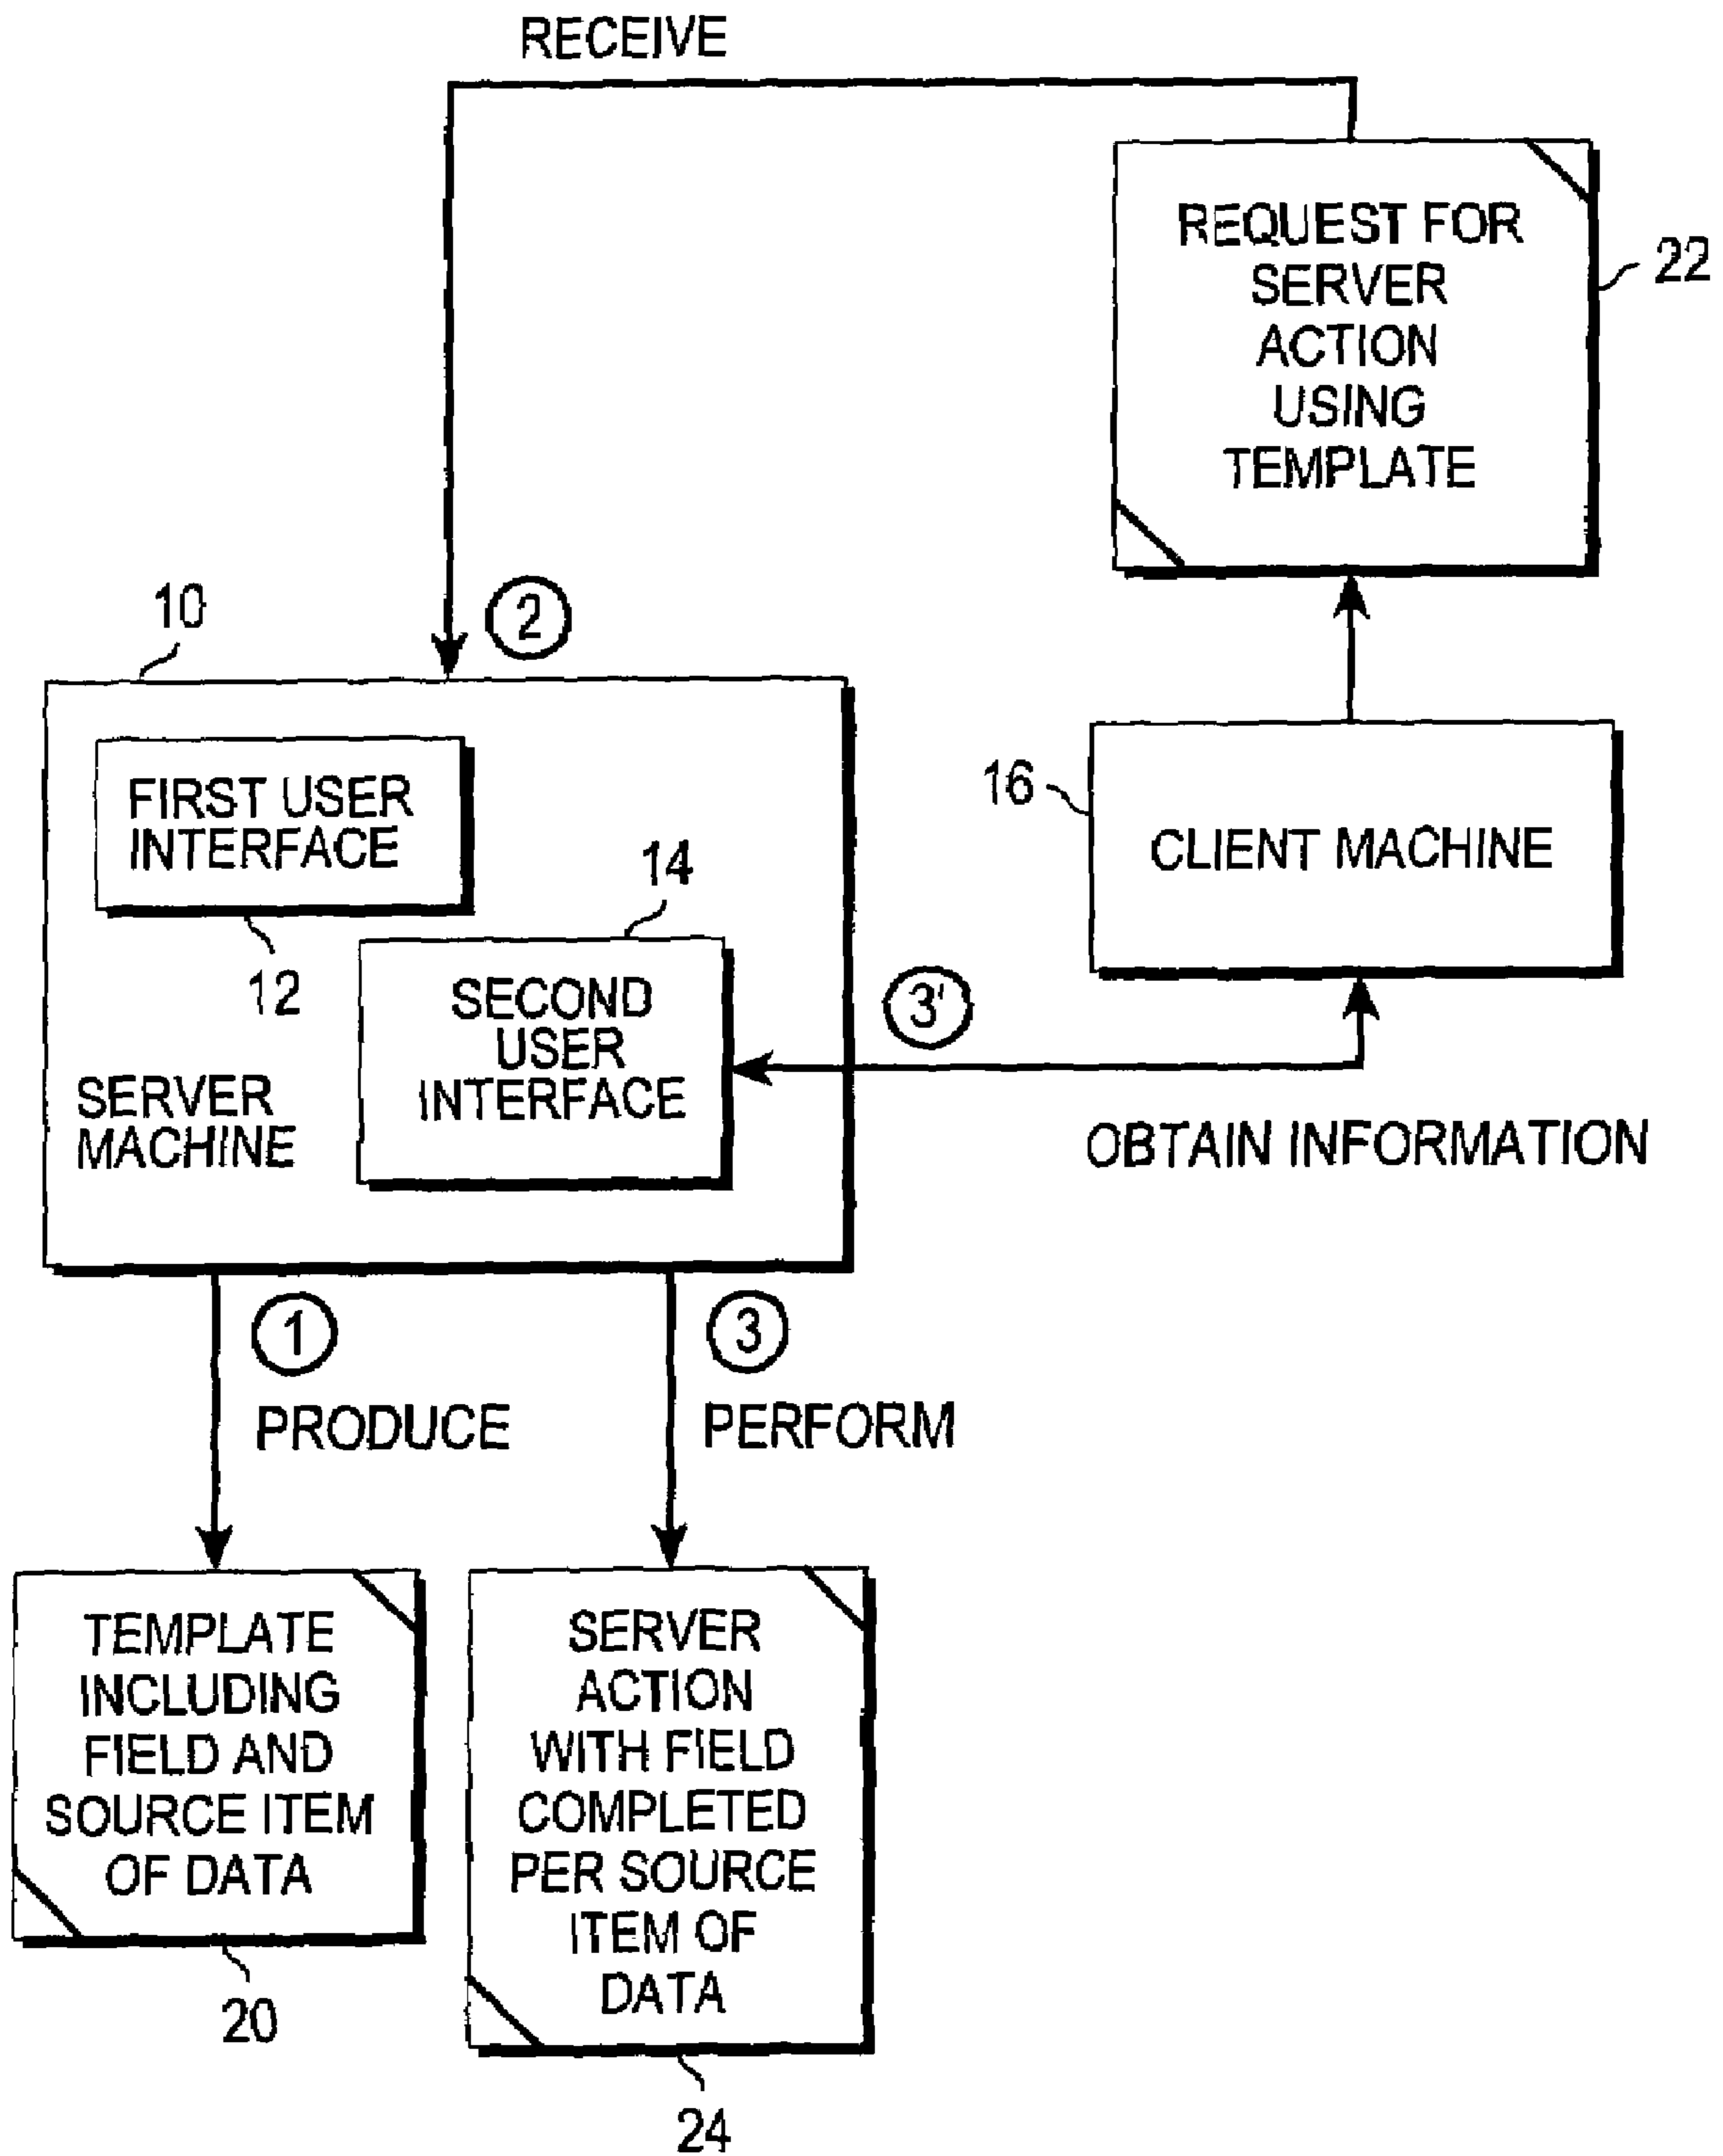 RECEIVE
REQUEST FOR
SERVER
ACTION
USING
TEMPLATE
22
10
2
FIRST USER
INTERFACE
12
14
SECOND
USER
INTERFACE
SERVER
MACHINE
16
CLIENT MACHINE
3'
OBTAIN INFORMATION
1
PRODUCE
3
PERFORM
TEMPLATE
INCLUDING
FIELD AND
SOURCE ITEM
OF DATA
20
SERVER
ACTION
WITH FIELD
COMPLETED
PER SOURCE
ITEM OF
DATA
24